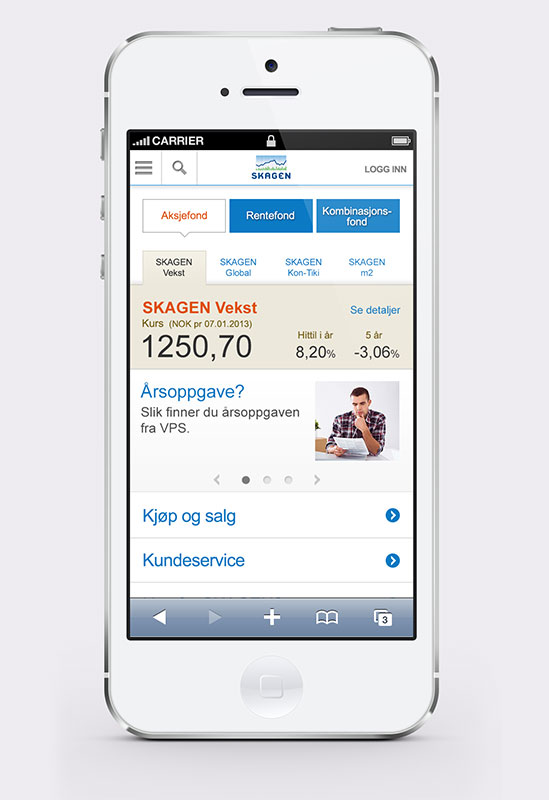 CARRIER
SKAGEN
LOGG INN
Aksjefond
Rentefond
Kombinasjons-
fond
SKAGEN
Vekst
SKAGEN
Global
SKAGEN
Kon-Tiki
SKAGEN
m2
SKAGEN Vekst
Se detaljer
Kurs (NOK pr 07.01.2013)
Hittil i år
5 år
1250,70
8,20%
-3,06%
Årsoppgave?
Slik finner du årsoppgaven
fra VPS.
Kjøp og salg
Kundeservice
3